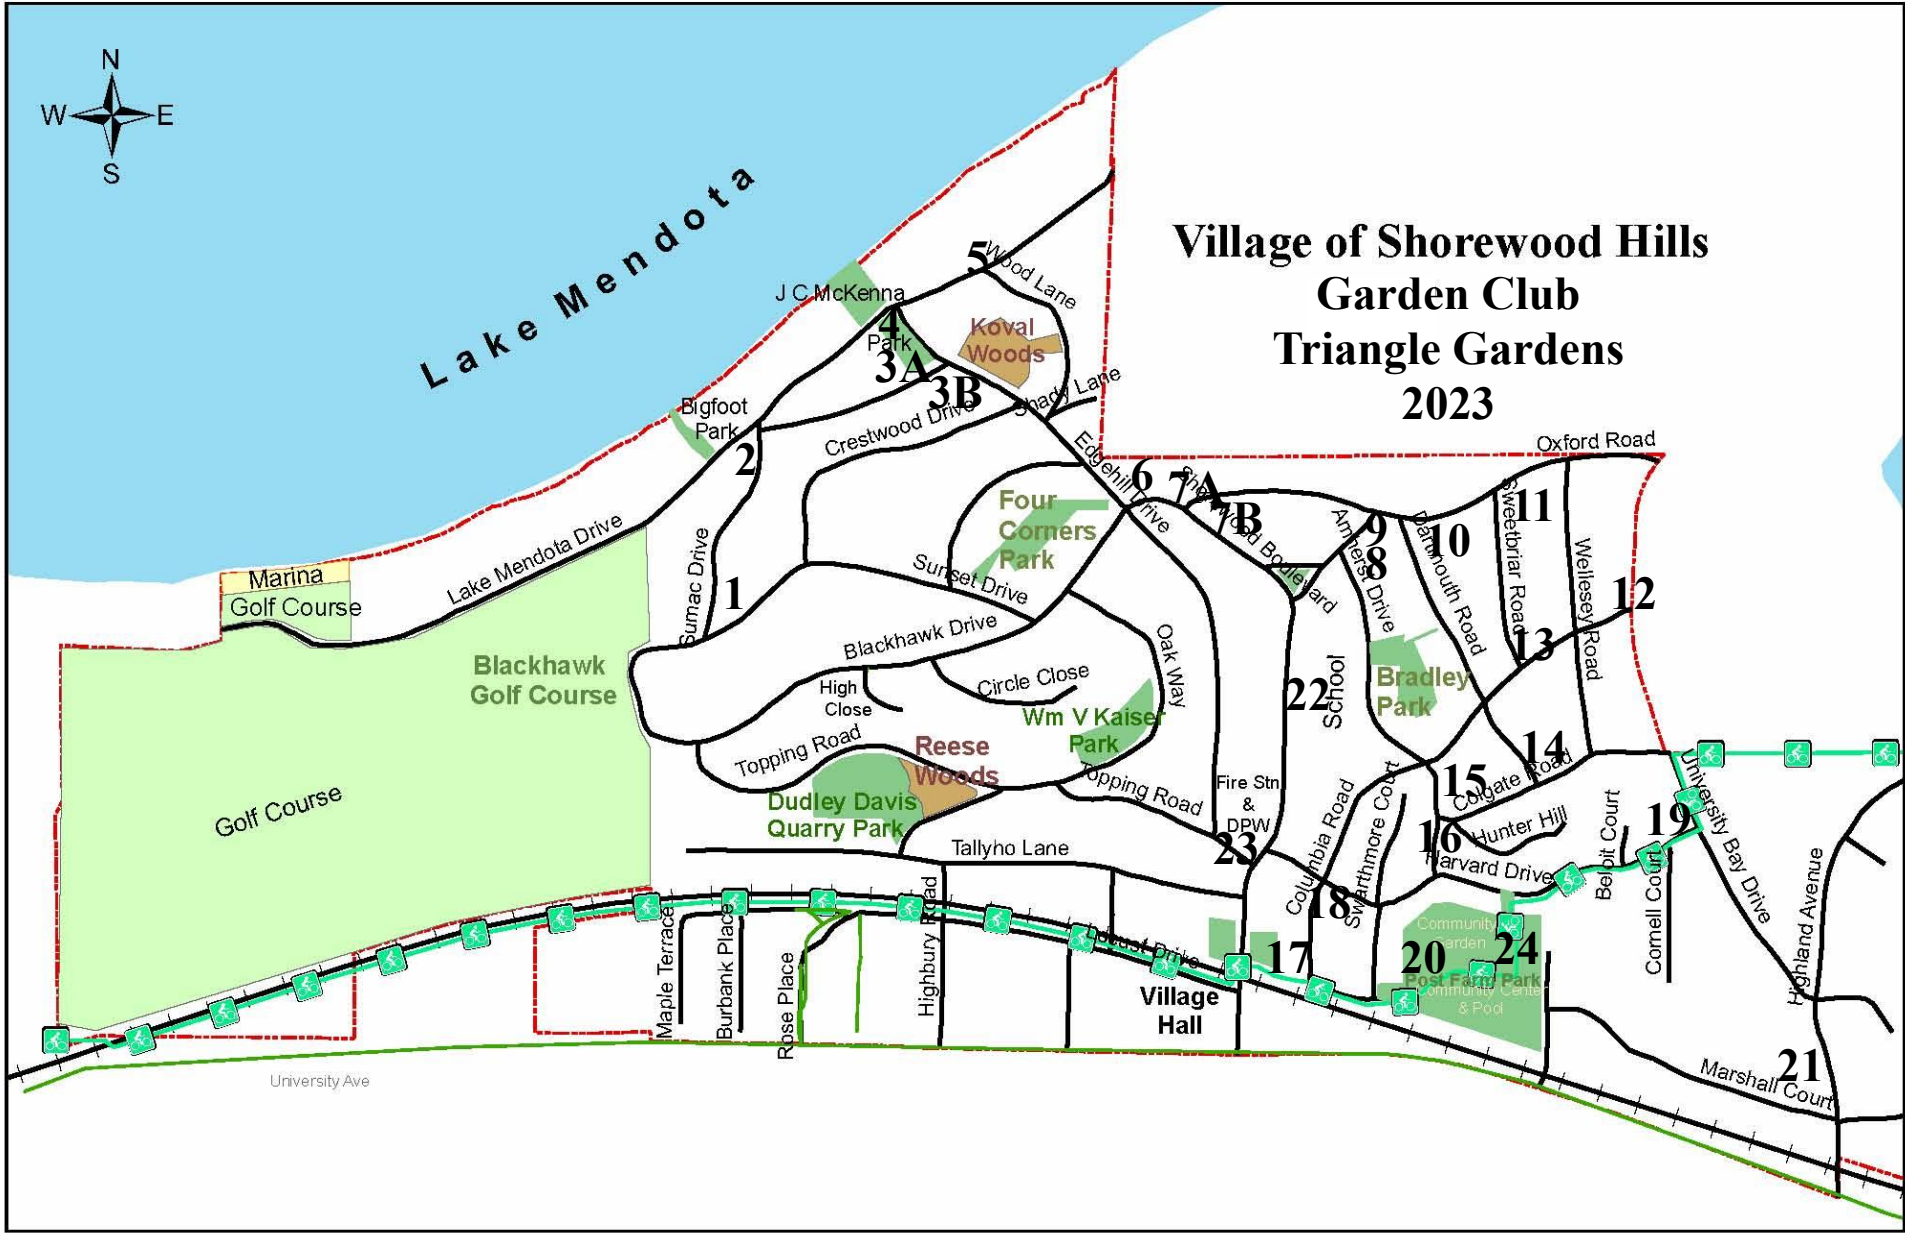 N
W E
S
Lake Mendota
Village of Shorewood Hills
Garden Club
Triangle Gardens
2023
5
Wood Lane
J C McKenna
4
Park
3A
3B
Koval
Woods
Shady Lane
Bigfoot
Park
2
Crestwood Drive
Edgehill Drive
Oxford Road
6
7A
7B
Shorewood Boulevard
Four
Corners
Park
9
8
10
11
12
13
Amherst Drive
Dartmouth Road
Sweetbriar Road
Wellesey Road
Marina
Golf Course
Lake Mendota Drive
Sumac Drive
1
Sunset Drive
Blackhawk Drive
Oak Way
Blackhawk
Golf Course
High
Close
Circle Close
Wm V Kaiser
Park
22
School
Bradley
Park
Topping Road
Reese
Woods
Dudley Davis
Quarry Park
Topping Road
Fire Stn
&
DPW
23
14
15
Colgate Road
16
Hunter Hill
Harvard Drive
Beloit Court
19
Cornell Court
University Bay Drive
Highland Avenue
Golf Course
Tallyho Lane
Columbia Road
Swarthmore Court
18
Maple Terrace
Burbank Place
Rose Place
Highbury Road
Locust Drive
17
20
24
Community
Garden
Post Farm Park
Community Center
& Pool
Village
Hall
University Ave
21
Marshall Court